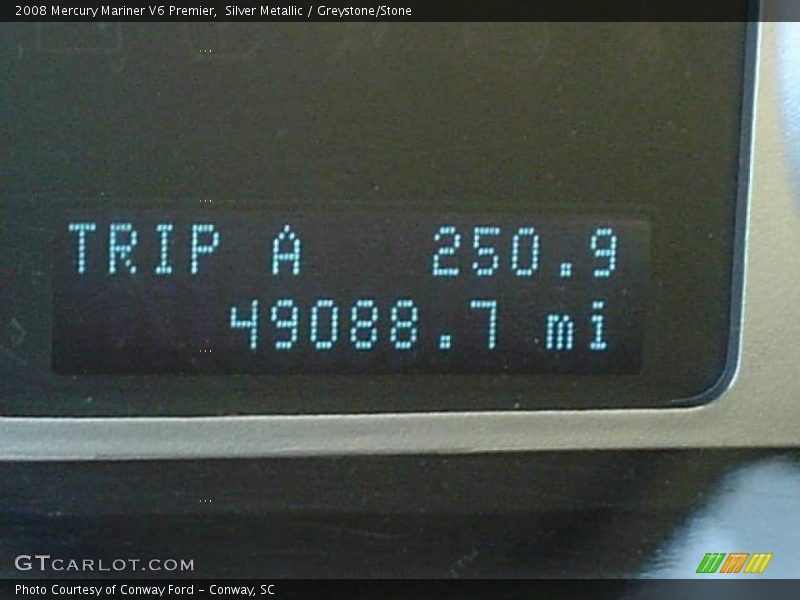 2008 Mercury Mariner V6 Premier,  Silver Metallic / Greystone/Stone
TRIP A 250.9
49088.7 mi
GTCARLOT.COM
Photo Courtesy of Conway Ford - Conway, SC